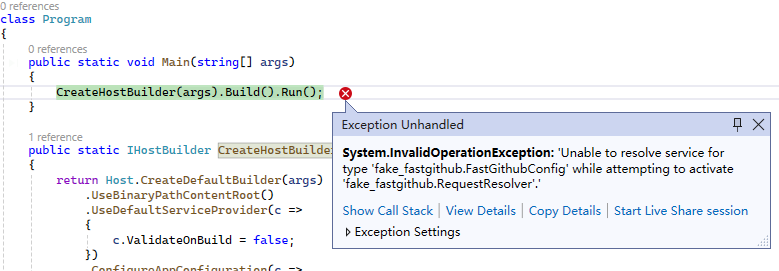 0 references
class Program
{
0 references
public static void Main(string[] args)
{
CreateHostBuilder(args).Build().Run();
}
1 reference
public static IHostBuilder CreateHostBuilder
{
return Host.CreateDefaultBuilder(args)
.UseBinaryPathContentRoot()
.UseDefaultServiceProvider(c =>
{
c.ValidateOnBuild = false;
})
.ConfigureAppConfiguration(c =>
Exception Unhandled
System.InvalidOperationException: 'Unable to resolve service for
type 'fake_fastgithub.FastGithubConfig' while attempting to activate
'fake_fastgithub.RequestResolver'.'
Show Call Stack | View Details | Copy Details | Start Live Share session
Exception Settings